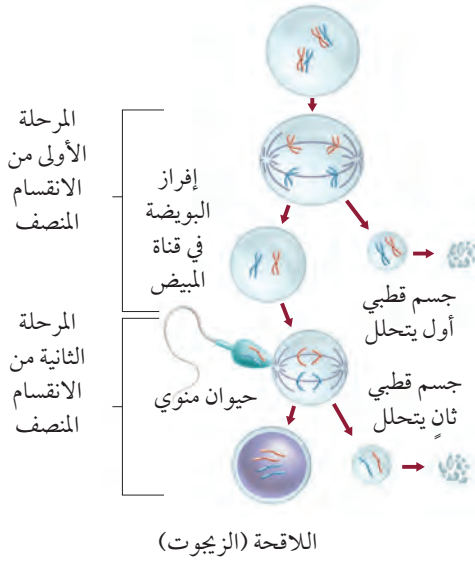 المرحلة
الأولى من
الانقسام
المنصف
إفراز
البويضة
في قناة
المبيض
جسم قطبي
أول يتحلل
المرحلة
الثانية من
الانقسام
المنصف
حيوان منوي
جسم قطبي
ثانٍ يتحلل
اللاقحة (الزيجوت)